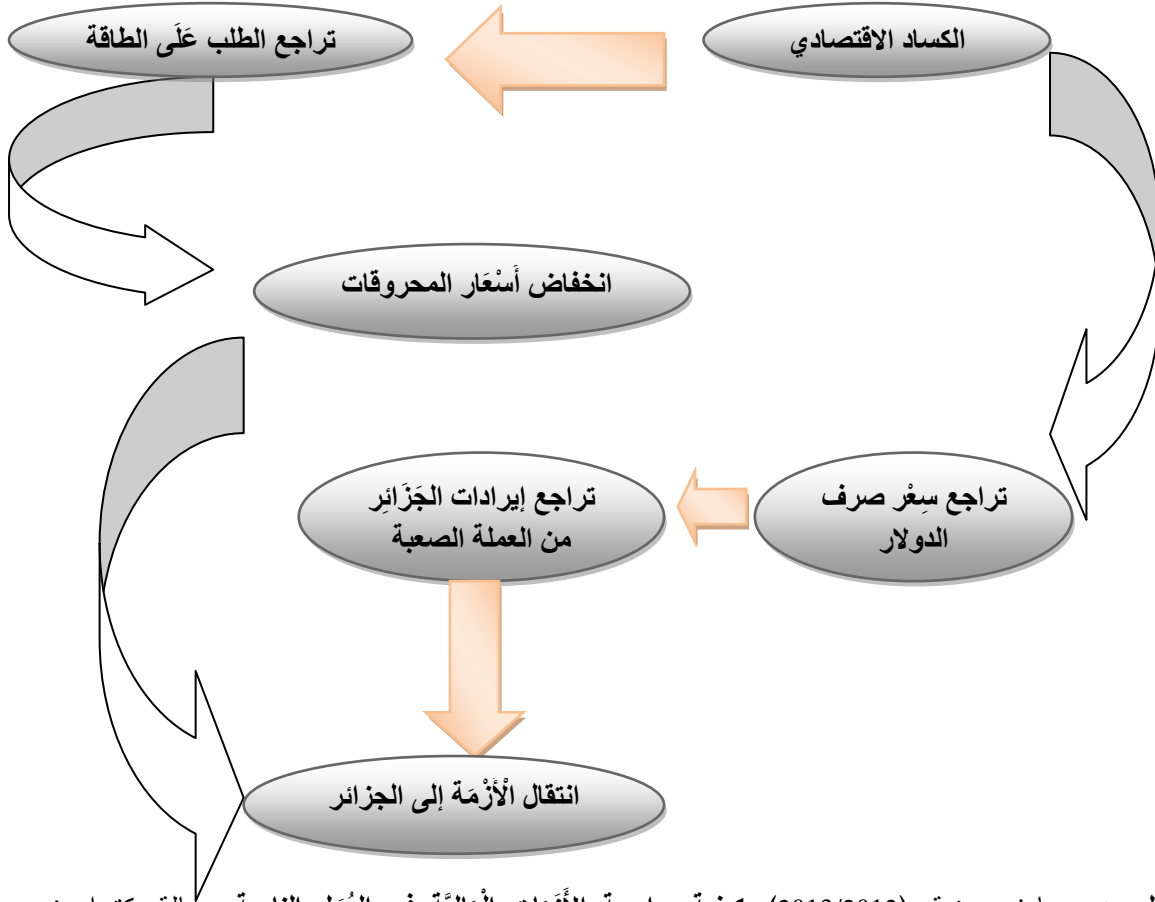 الكساد الاقتصادي
تراجع الطلب عَلَى الطاقة
انخفاض أَسْعَار المحروقات
تراجع سِعْر صرف
الدولار
تراجع إيرادات الجَزَائِر
من العملة الصعبة
انتقال الْأَزْمَة إلى الجزائر